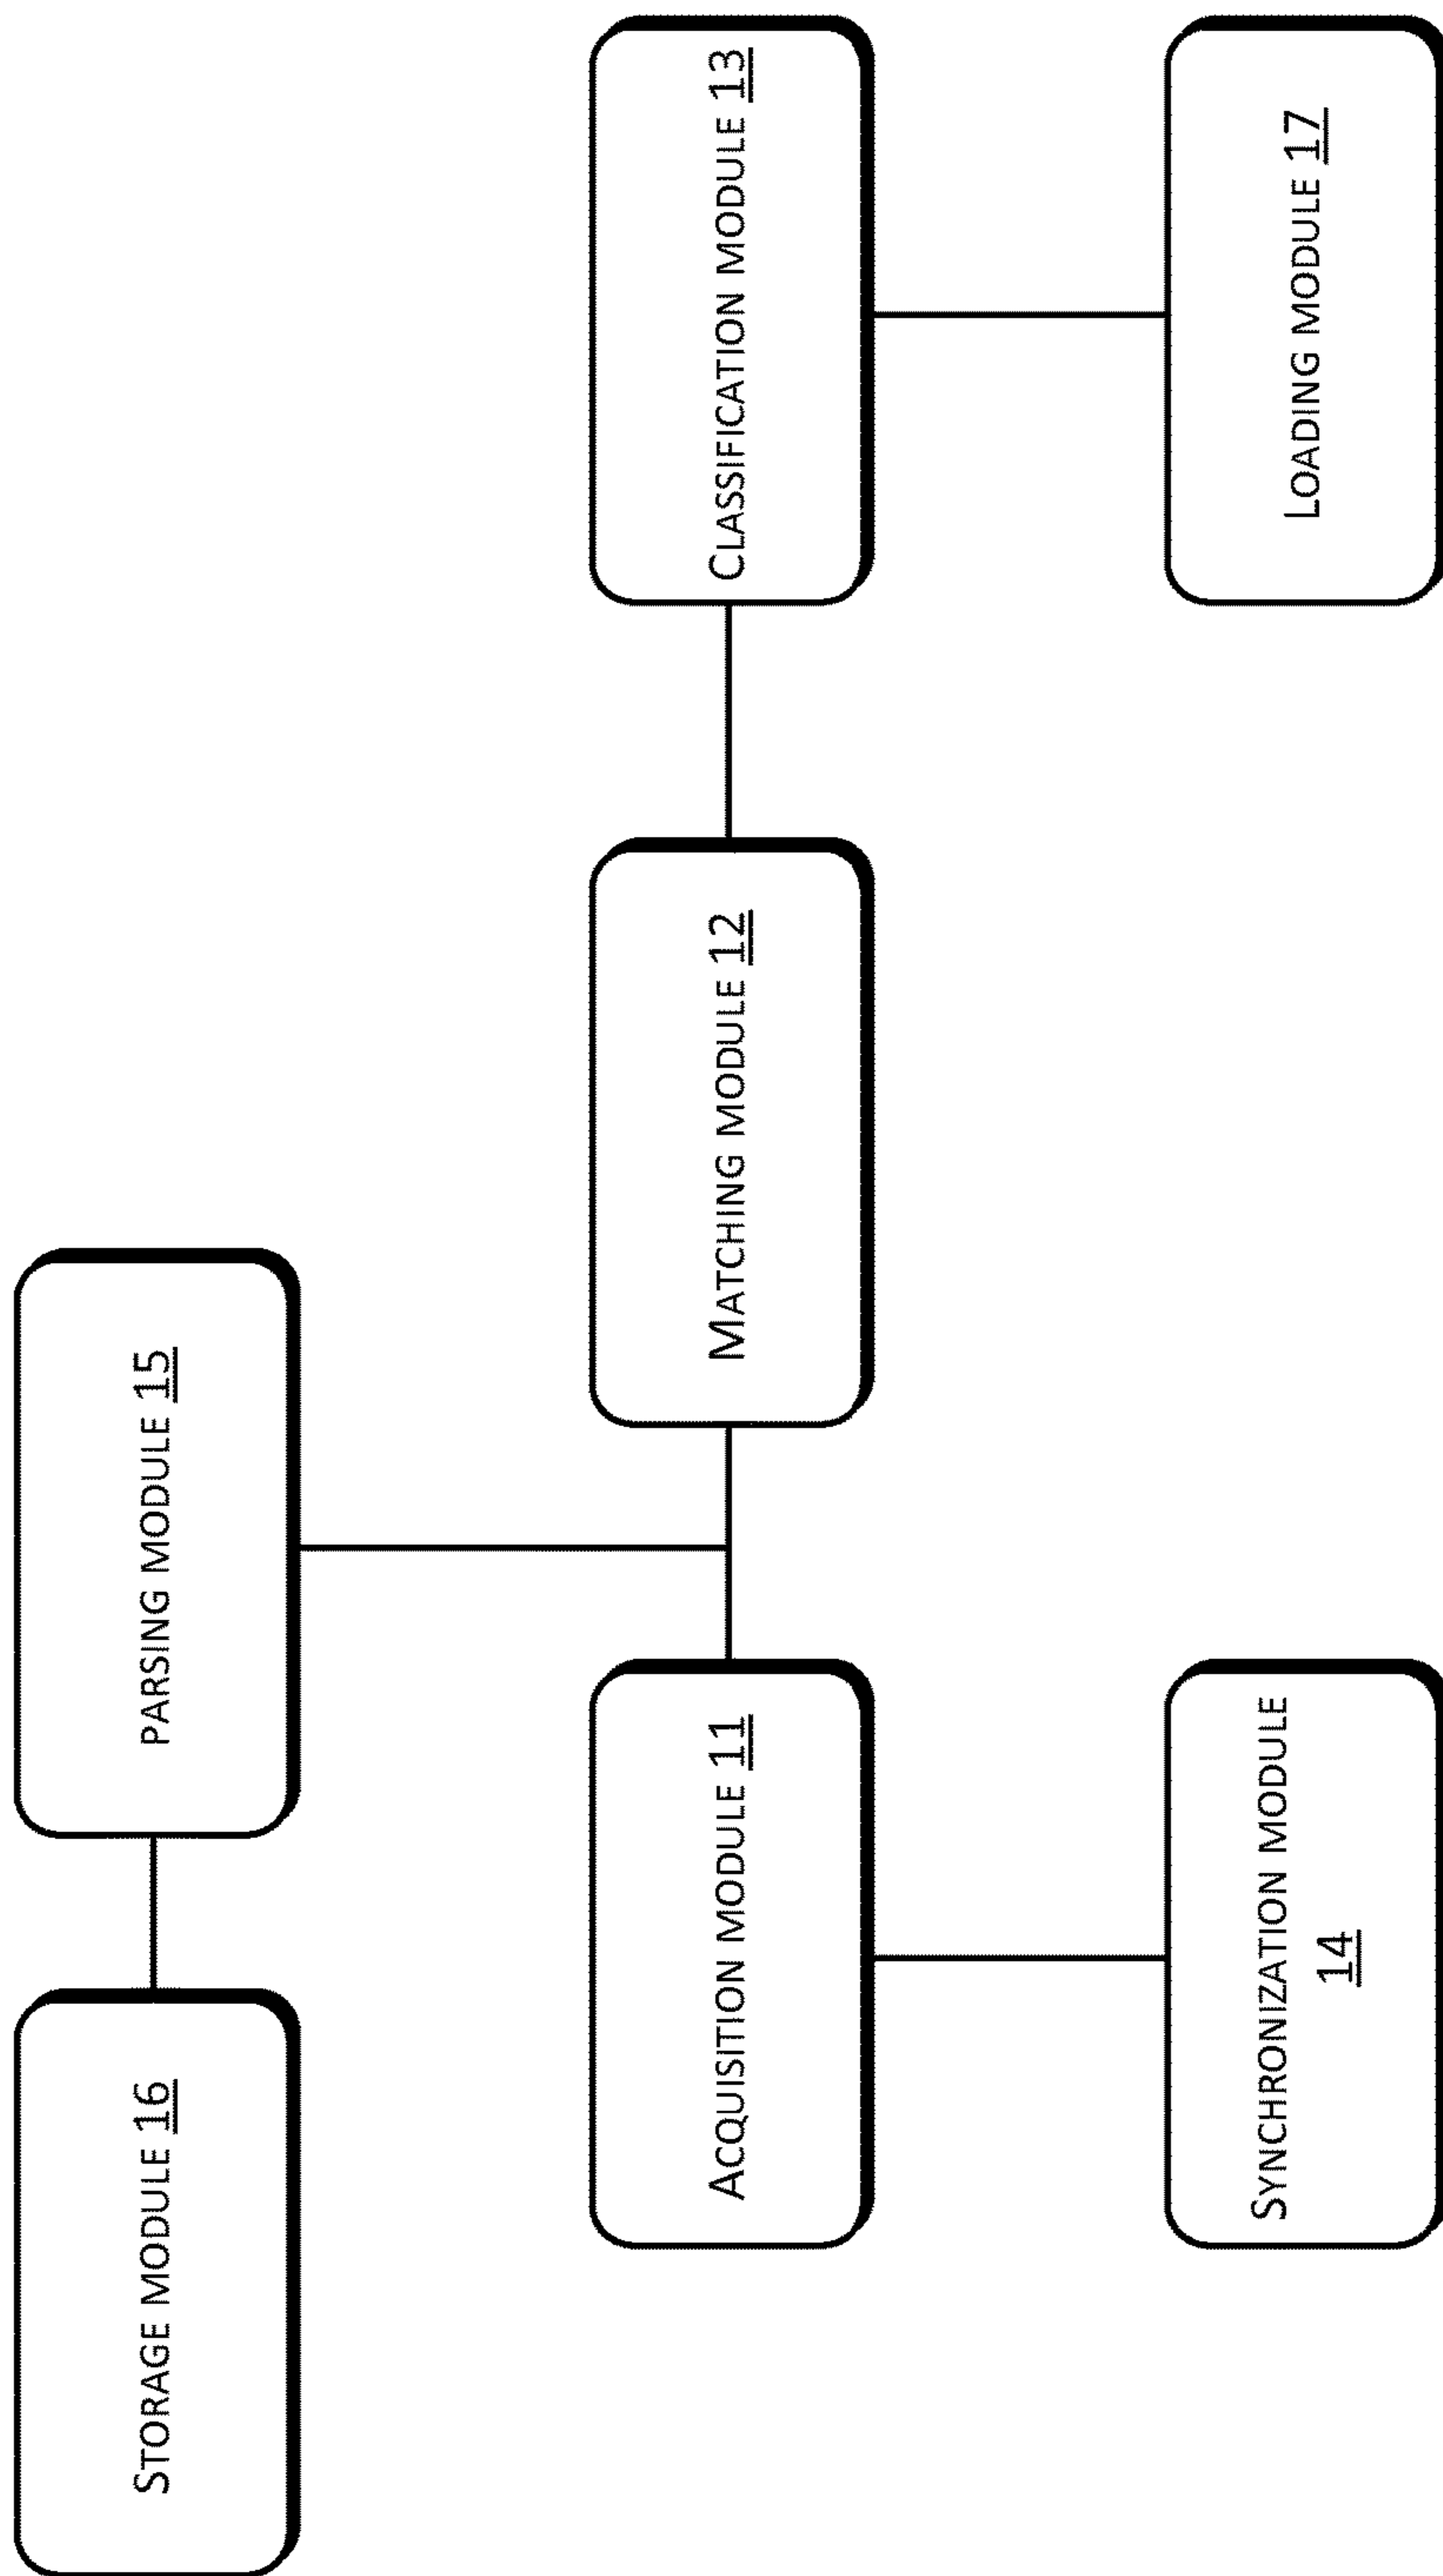 STORAGE MODULE 16
PARSING MODULE 15
ACQUISITION MODULE 11
MATCHING MODULE 12
CLASSIFICATION MODULE 13
SYNCHRONIZATION MODULE
14
LOADING MODULE 17